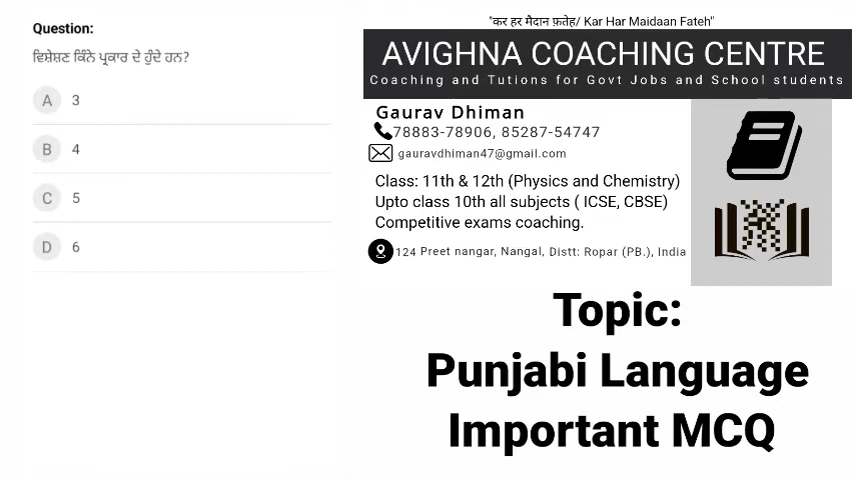 Question:
ਵਿਸ਼ੇਸ਼ਣ ਕਿੰਨੇ ਪ੍ਰਕਾਰ ਦੇ ਹੁੰਦੇ ਹਨ?
A 3
B 4
C 5
D 6
"कर हर मैदान फ़तेह/ Kar Har Maidaan Fateh"
AVIGHNA COACHING CENTRE
Coaching and Tutions for Govt Jobs and School students
Gaurav Dhiman
78883-78906, 85287-54747
gauravdhiman47@gmail.com
Class: 11th & 12th (Physics and Chemistry)
Upto class 10th all subjects ( ICSE, CBSE)
Competitive exams coaching.
124 Preet nangar, Nangal, Distt: Ropar (PB.), India
Topic:
Punjabi Language
Important MCQ